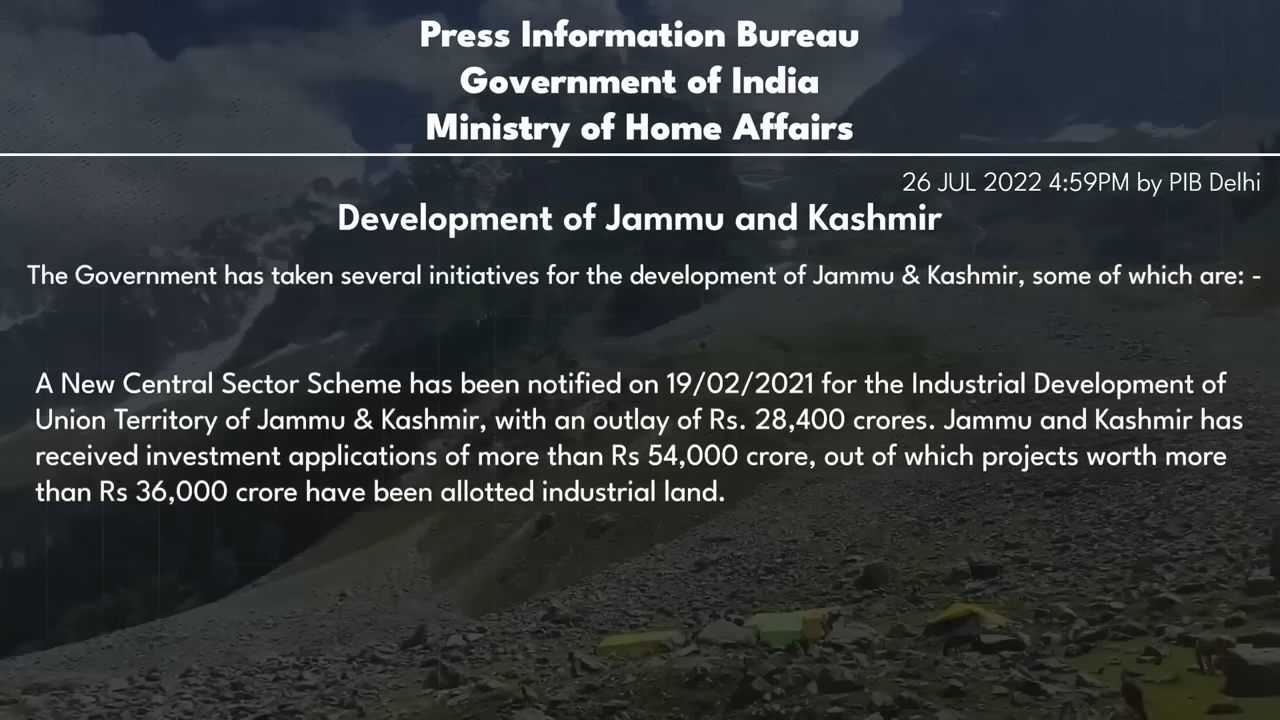 Press Information Bureau
Government of India
Ministry of Home Affairs
26 JUL 2022 4:59PM by PIB Delhi
Development of Jammu and Kashmir
The Government has taken several initiatives for the development of Jammu & Kashmir, some of which are: -
A New Central Sector Scheme has been notified on 19/02/2021 for the Industrial Development of
Union Territory of Jammu & Kashmir, with an outlay of Rs. 28,400 crores. Jammu and Kashmir has
received investment applications of more than Rs 54,000 crore, out of which projects worth more
than Rs 36,000 crore have been allotted industrial land.